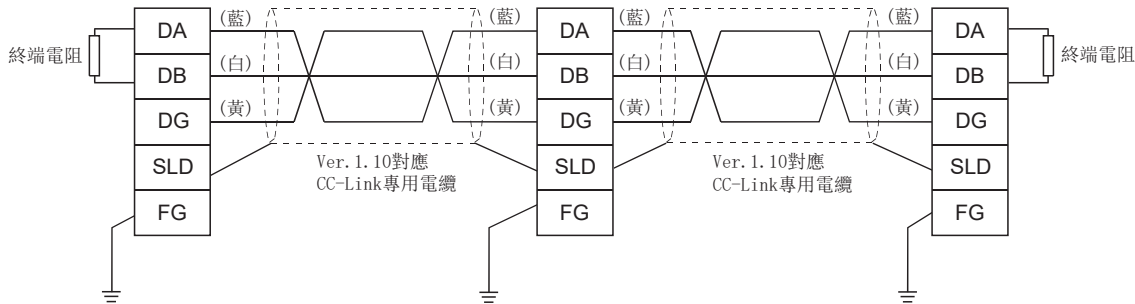 終端電阻
DA
DB
DG
SLD
FG
(藍)
(白)
(黃)
(藍)
(白)
(黃)
Ver.1.10對應
CC-Link專用電纜
DA
DB
DG
SLD
FG
(藍)
(白)
(黃)
(藍)
(白)
(黃)
Ver.1.10對應
CC-Link專用電纜
DA
DB
DG
SLD
FG
終端電阻